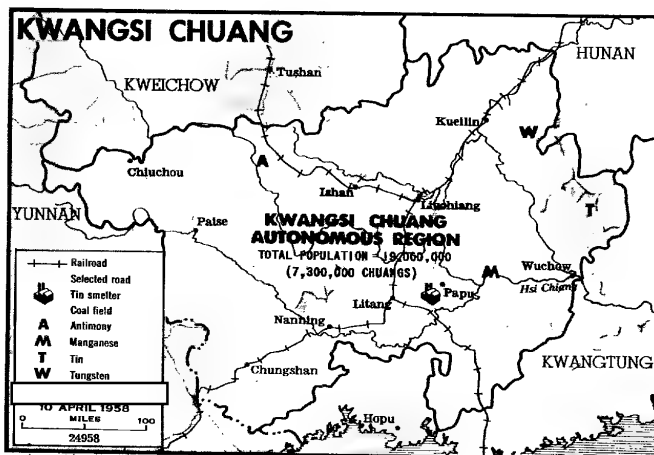 KWANGSI CHUANG
HUNAN
Tushan
KWEICHOW
Kueilin
W
Chiuchou
A
Ishan
Liuchiang
T
YUNNAN
Paise
KWANGSI CHUANG
AUTONOMOUS REGION
TOTAL POPULATION = 19,060,000
(7,300,000 CHUANGS)
Wuchow
M
Hsi Chiang
Papu
Litang
Nanning
KWANGTUNG
Chungshan
Hopu
Railroad
Selected road
Tin smelter
Coal field
A Antimony
M Manganese
T Tin
W Tungsten
10 APRIL 1958
MILES
0 100
24958